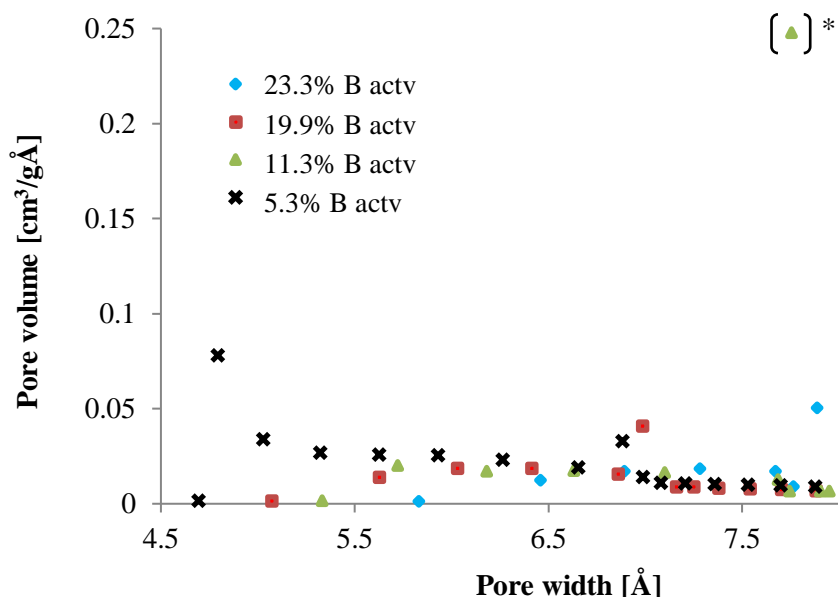 0.25
( ) *
23.3% B actv
0.2
19.9% B actv
11.3% B actv
0.15
5.3% B actv
Pore volume [cm³/gÅ]
0.1
0.05
0
4.5 5.5 6.5 7.5
Pore width [Å]